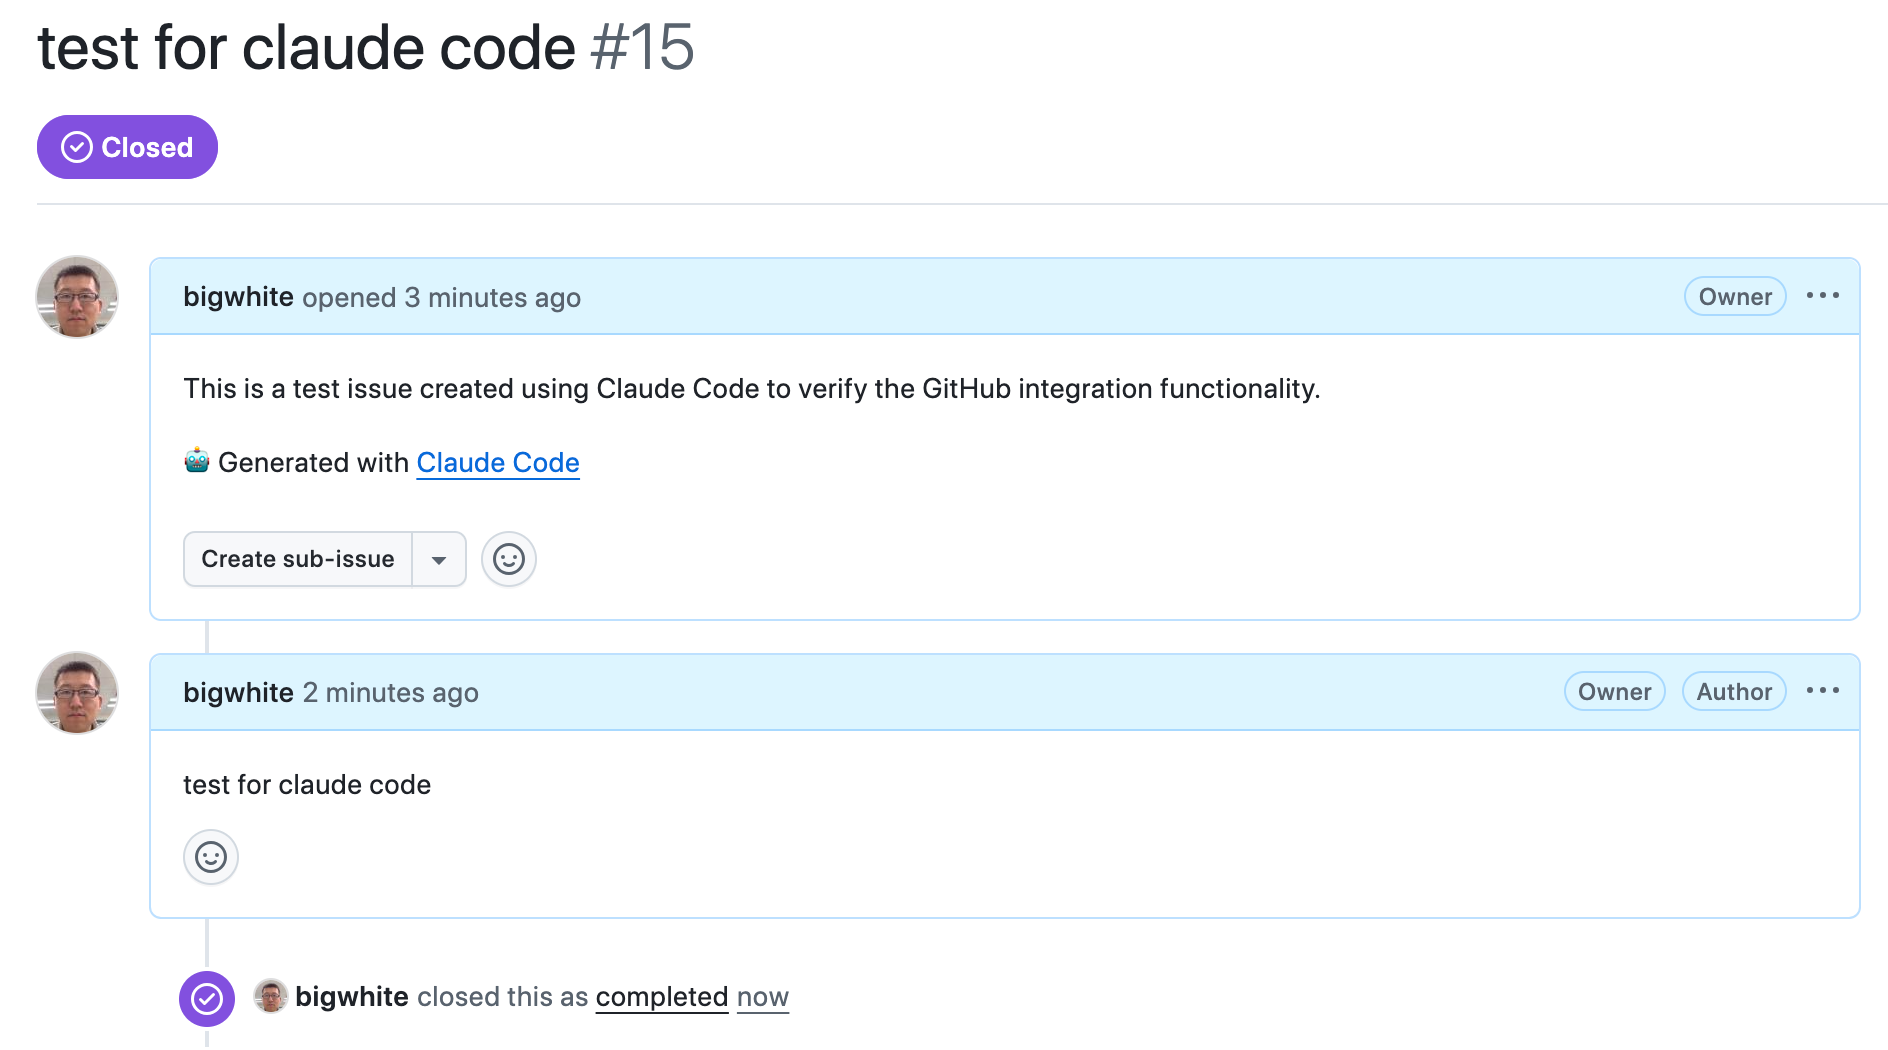 test for claude code #15
Closed
bigwhite opened 3 minutes ago Owner
This is a test issue created using Claude Code to verify the GitHub integration functionality.
🤖 Generated with Claude Code
Create sub-issue
bigwhite 2 minutes ago Owner Author
test for claude code
bigwhite closed this as completed now